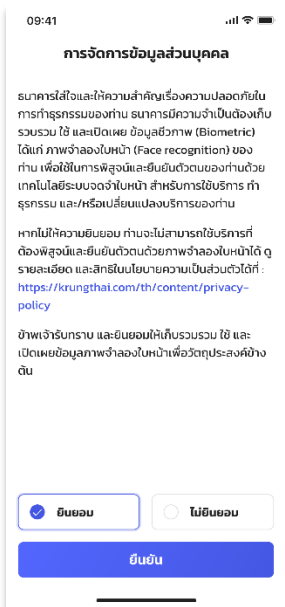 09:41
การจัดการข้อมูลส่วนบุคคล
ธนาคารใส่ใจและให้ความสำคัญเรื่องความปลอดภัยใน
การทำธุรกรรมของท่าน ธนาคารมีความจำเป็นต้องเก็บ
รวบรวม ใช้ และเปิดเผย ข้อมูลชีวภาพ (Biometric)
ได้แก่ ภาพจำลองใบหน้า (Face recognition) ของ
ท่าน เพื่อใช้ในการพิสูจน์และยืนยันตัวตนของท่านด้วย
เทคโนโลยีระบบจดจำใบหน้า สำหรับการใช้บริการ ทำ
ธุรกรรม และ/หรือเปลี่ยนแปลงบริการของท่าน
หากไม่ให้ความยินยอม ท่านจะไม่สามารถใช้บริการที่
ต้องพิสูจน์และยืนยันตัวตนด้วยภาพจำลองใบหน้าได้ ดู
รายละเอียด และสิทธิในนโยบายความเป็นส่วนตัวได้ที่ :
https://krungthai.com/th/content/privacy-
policy
ข้าพเจ้ารับทราบ และยินยอมให้เก็บรวบรวม ใช้ และ
เปิดเผยข้อมูลภาพจำลองใบหน้าเพื่อวัตถุประสงค์ข้าง
ต้น
ยินยอม
ไม่ยินยอม
ยืนยัน